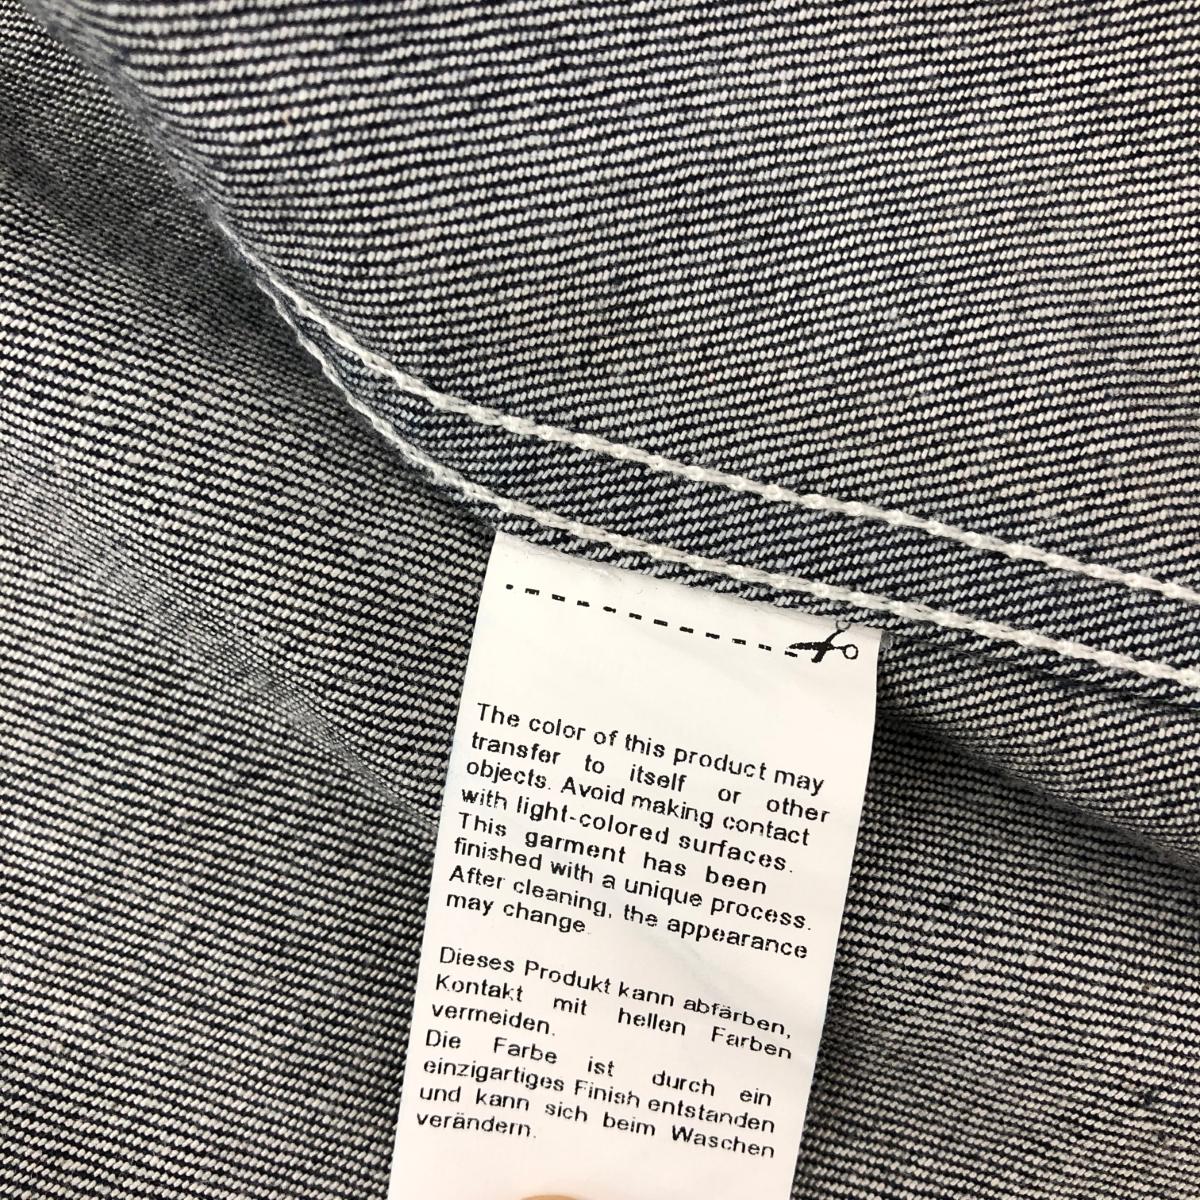 The color of this product may
transfer to itself or other
objects. Avoid making contact
with light-colored surfaces.
This garment has been
finished with a unique process.
After cleaning, the appearance
may change.
Dieses Produkt kann abfärben,
Kontakt mit hellen Farben
vermeiden.
Die Farbe ist durch ein
einzigartiges Finish entstanden
und kann sich beim Waschen
verändern.